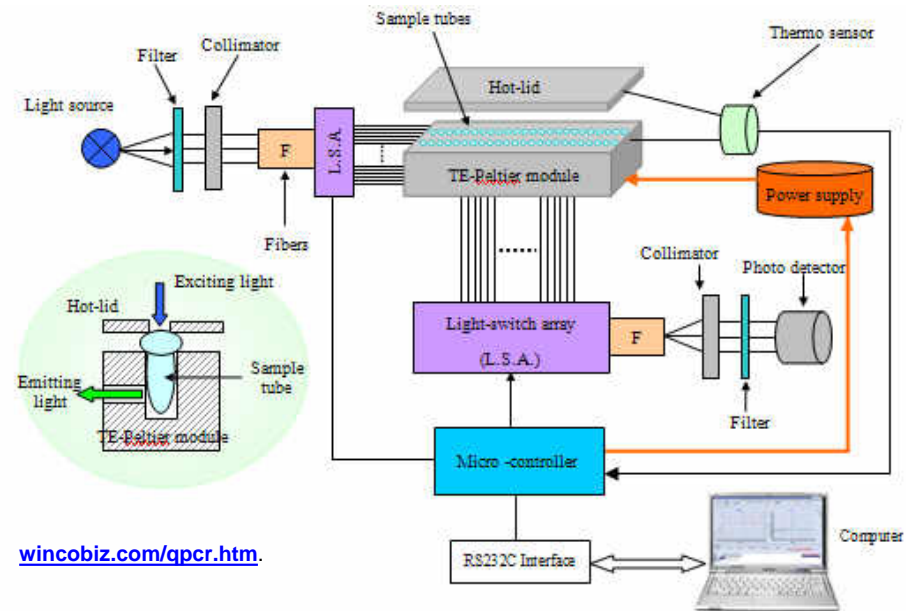 Sample tubes
Thermo sensor
Collimator
Filter
Hot-lid
Light source
F
L.S.A.
TE-Peltier module
Power supply
Fibers
Collimator
Photo detector
Exciting light
Hot-lid
Light-switch array
(L.S.A.)
F
Sample
tube
Emitting
light
Filter
TE-Peltier module
Micro -controller
Computer
wincobiz.com/qpcr.htm.
RS232C Interface